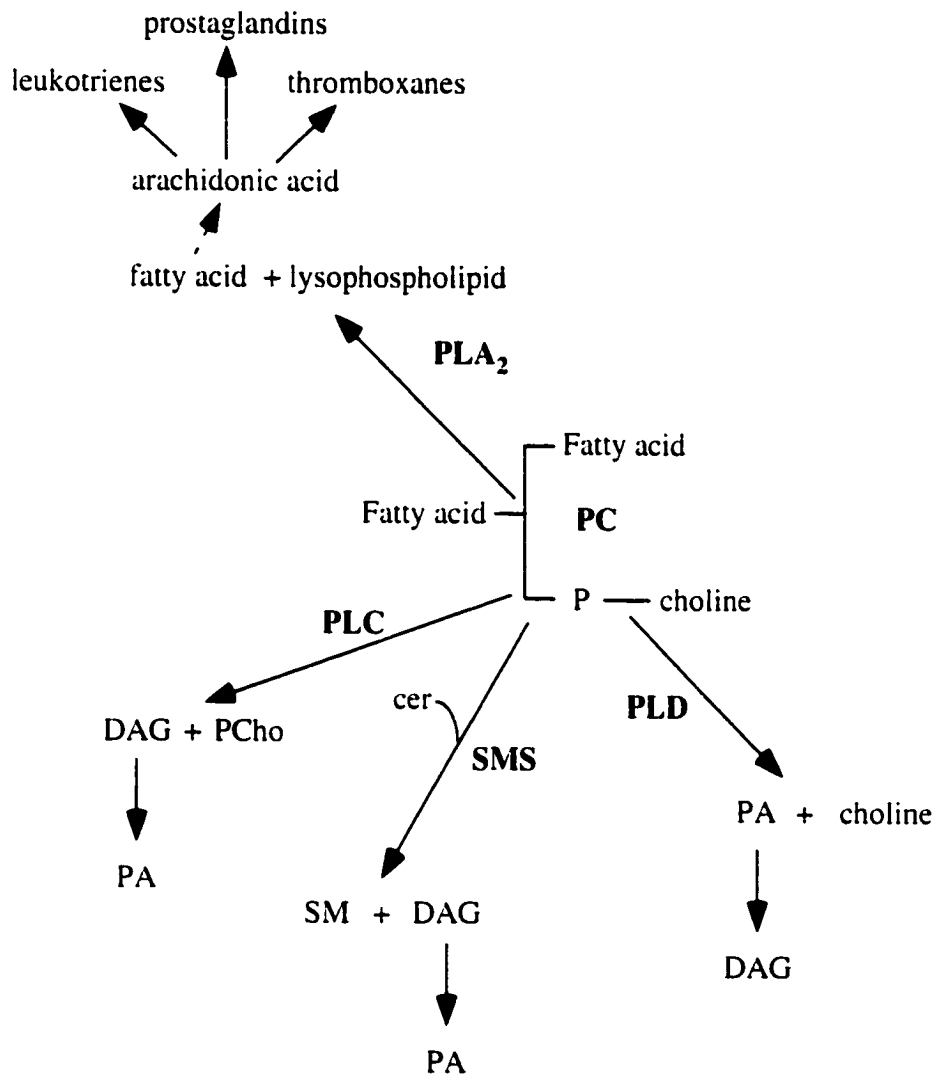 prostaglandins
leukotrienes
thromboxanes
arachidonic acid
fatty acid + lysophospholipid
PLA2
Fatty acid
Fatty acid
PC
P
choline
PLC
cer
PLD
DAG + PCho
SMS
PA + choline
PA
SM + DAG
DAG
PA